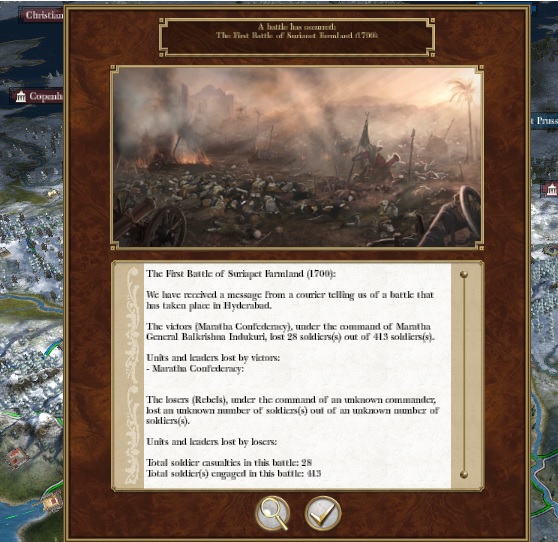 Christian
A battle has occured:
The First Battle of Suriapet Farmland (1700)
Copenh
t Pruss
The First Battle of Suriapet Farmland (1700):
We have received a message from a courier telling us of a battle that
has taken place in Hyderabad.
The victors (Maratha Confederacy), under the command of Maratha
General Balkrishna Indukuri, lost 28 soldiers(s) out of 413 soldiers(s).
Units and leaders lost by victors:
- Maratha Confederacy:
The losers (Rebels), under the command of an unknown commander,
lost an unknown number of soldiers(s) out of an unknown number of
soldiers(s).
Units and leaders lost by losers:
Total soldier casualties in this battle: 28
Total soldier(s) engaged in this battle: 413